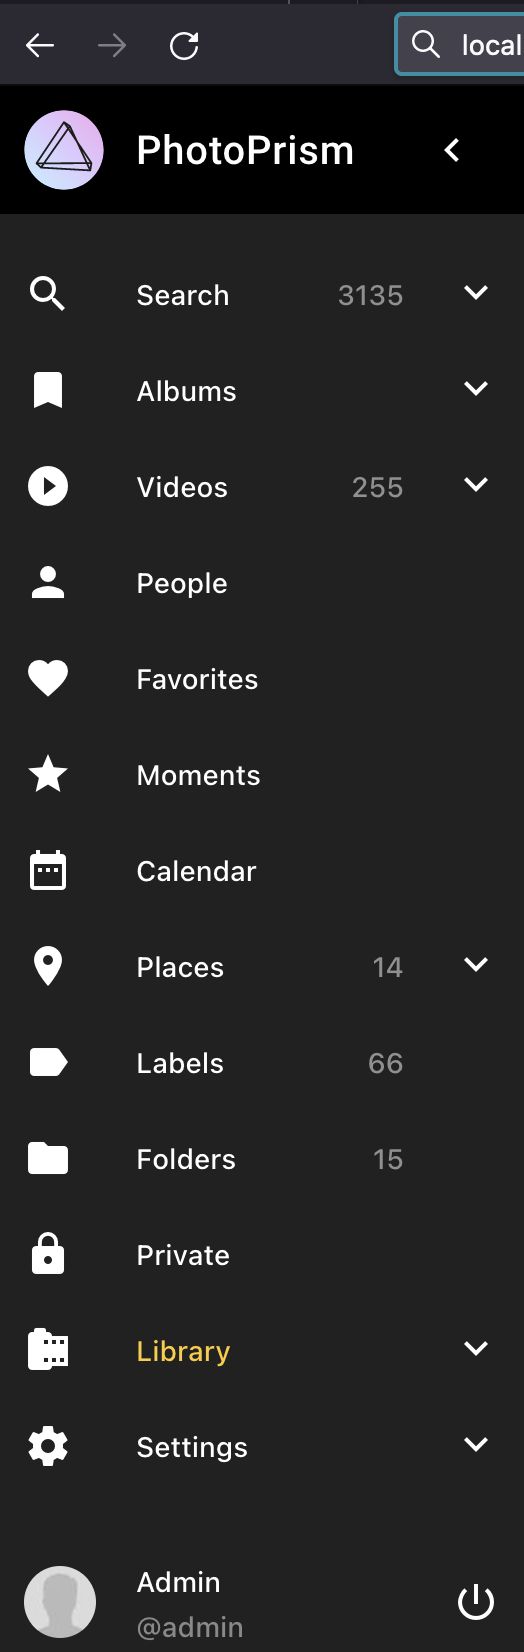 local
PhotoPrism
Search 3135
Albums
Videos 255
People
Favorites
Moments
Calendar
Places 14
Labels 66
Folders 15
Private
Library
Settings
Admin
@admin